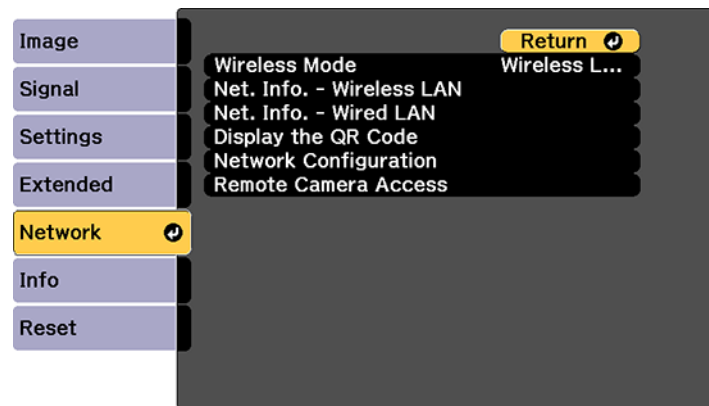 Image
Signal
Settings
Extended
Network
Info
Reset
Return
Wireless Mode Wireless L...
Net. Info. - Wireless LAN
Net. Info. - Wired LAN
Display the QR Code
Network Configuration
Remote Camera Access